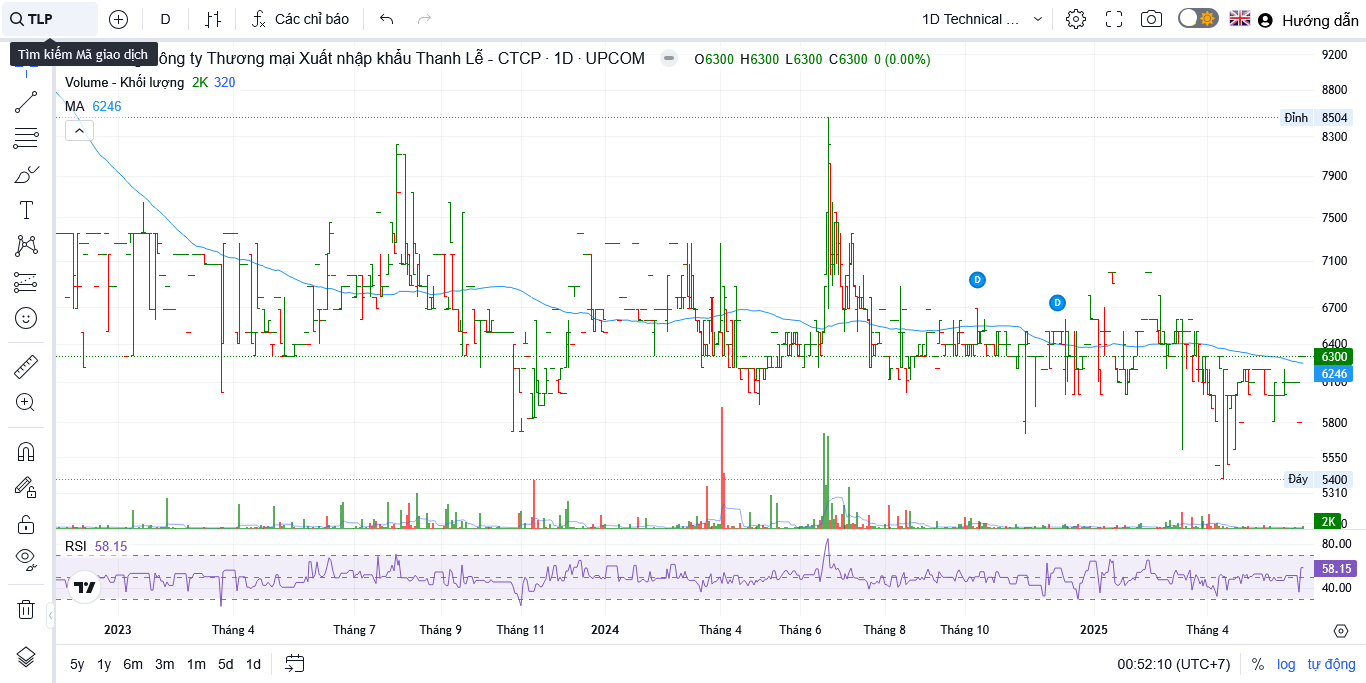 TLP
D
Các chỉ báo
1D Technical ...
Hướng dẫn
Tìm kiếm Mã giao dịch
ông ty Thương mại Xuất nhập khẩu Thanh Lễ - CTCP · 1D · UPCOM
O6300 H6300 L6300 C6300 0 (0.00%)
Volume - Khối lượng 2K 320
MA 6246
T
9200
8800
Đỉnh 8504
8300
7900
7500
7100
6700
6400
6300
6246
6100
5800
5550
Đáy 5400
5310
2K
D
D
RSI 58.15
80.00
58.15
40.00
2023
Tháng 4
Tháng 7
Tháng 9
Tháng 11
2024
Tháng 4
Tháng 6
Tháng 8
Tháng 10
2025
Tháng 4
5y 1y 6m 3m 1m 5d 1d
00:52:10 (UTC+7) % log tự động